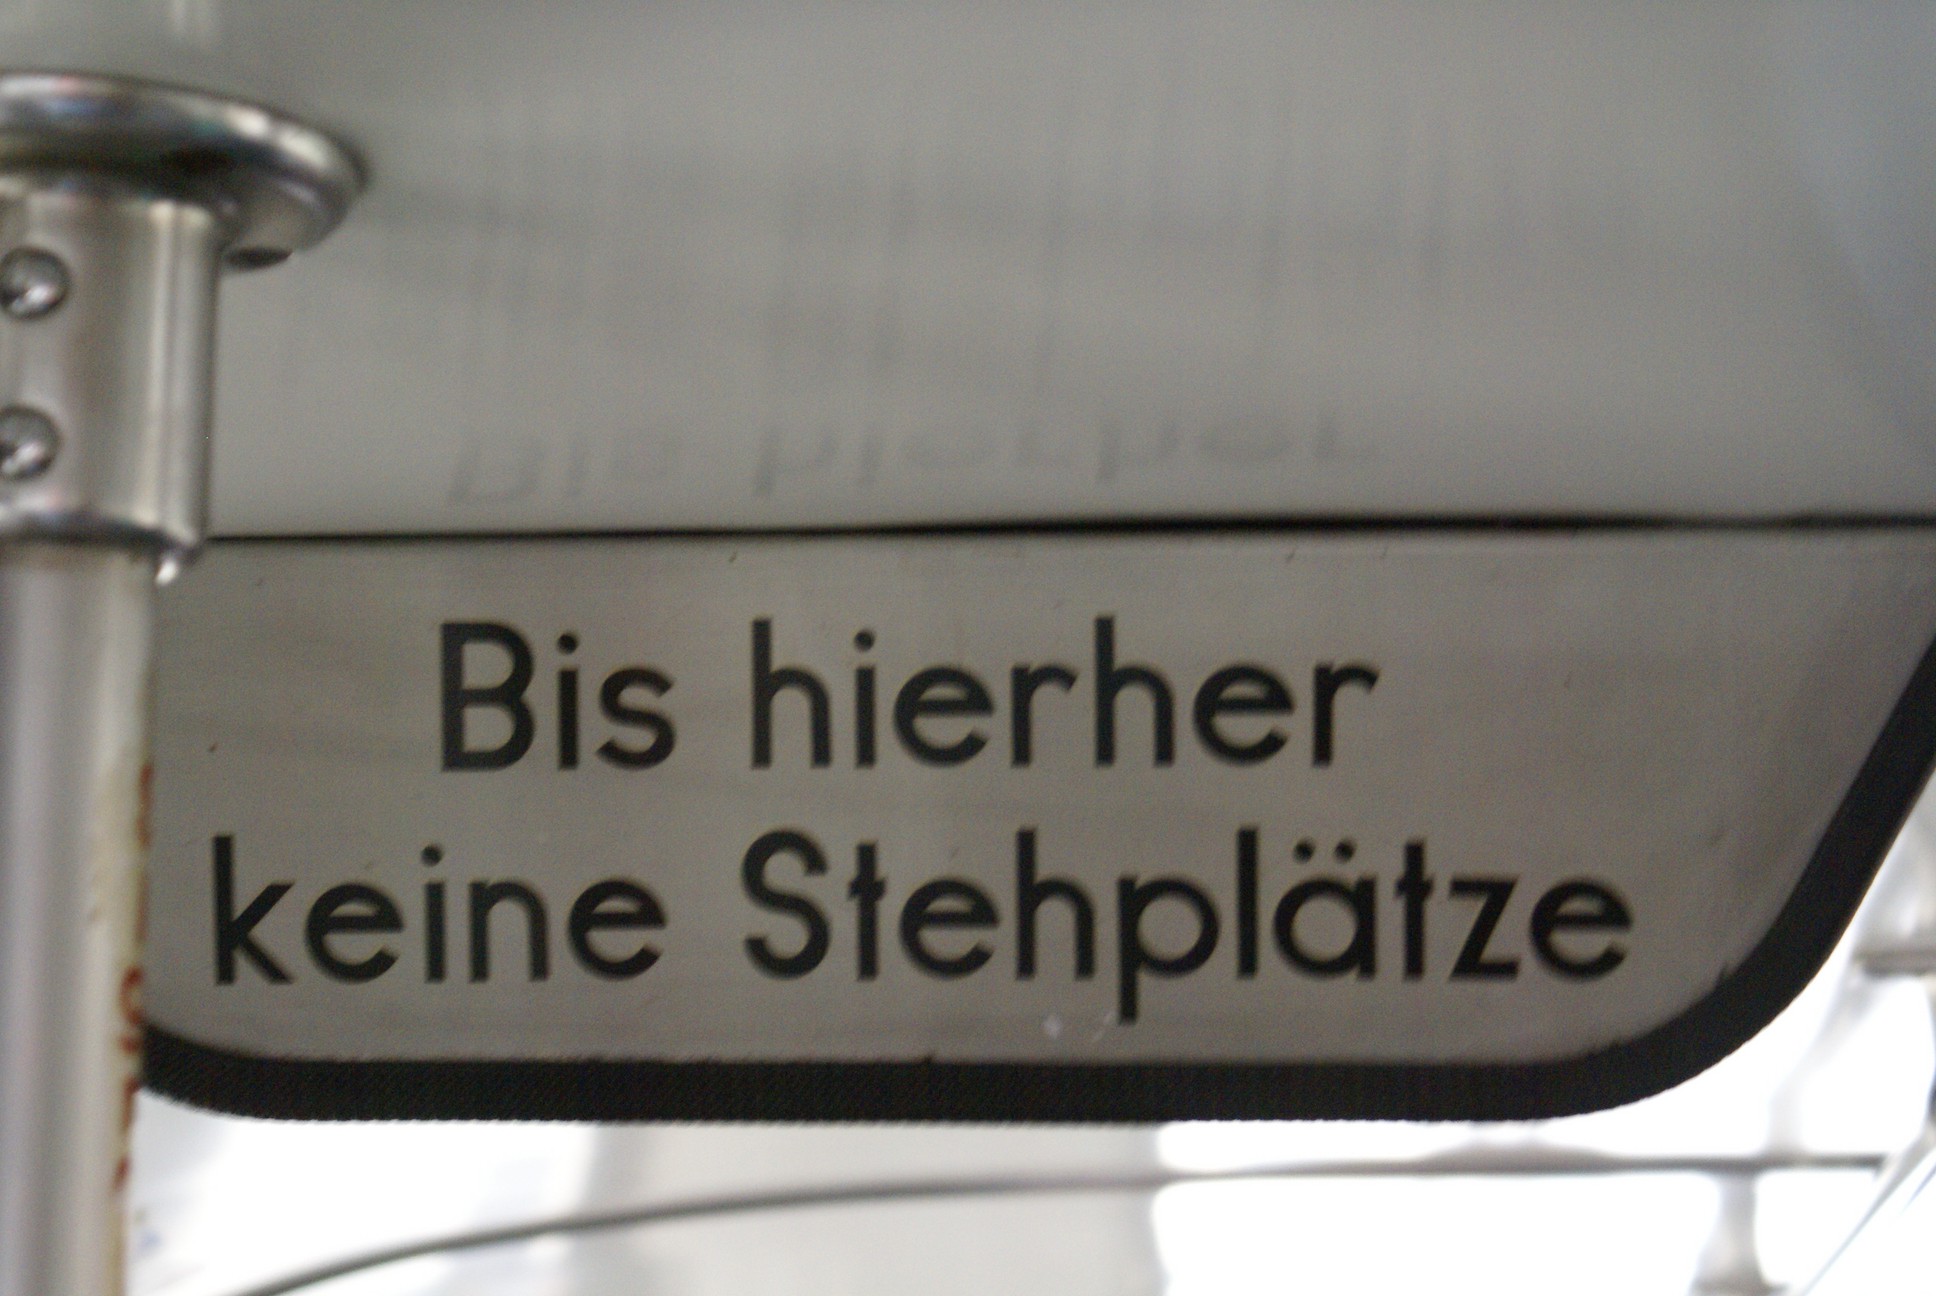 Bis hierher
keine Stehplätze